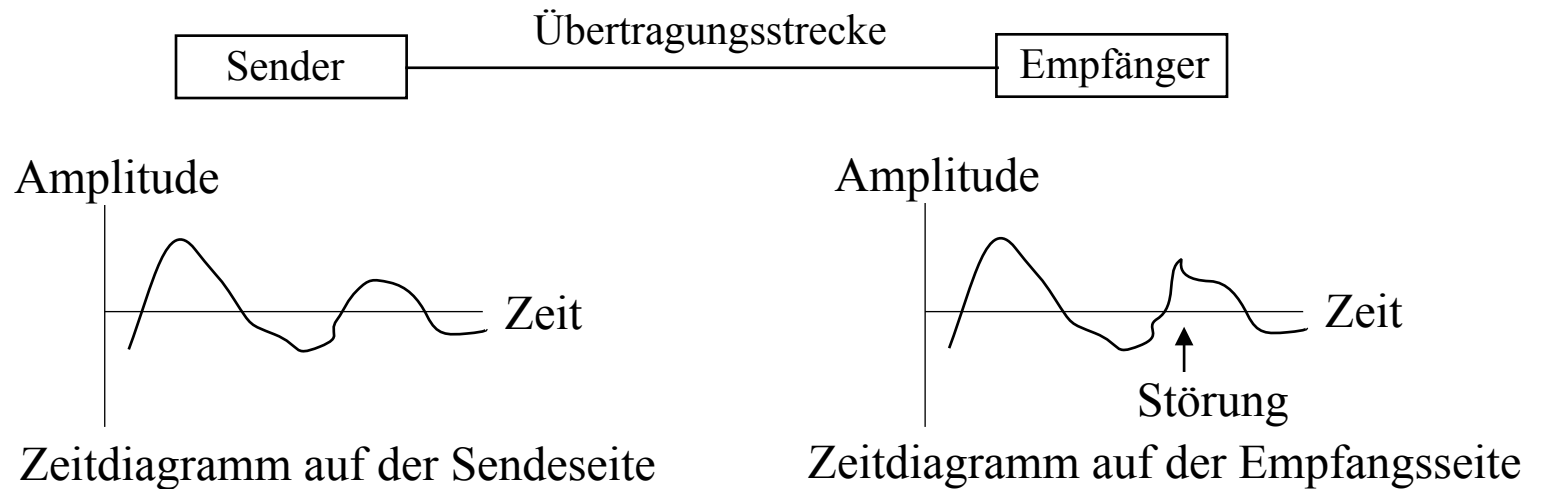 Übertragungsstrecke
Sender
Empfänger
Amplitude
Amplitude
Zeit
Zeit
Störung
Zeitdiagramm auf der Sendeseite
Zeitdiagramm auf der Empfangsseite